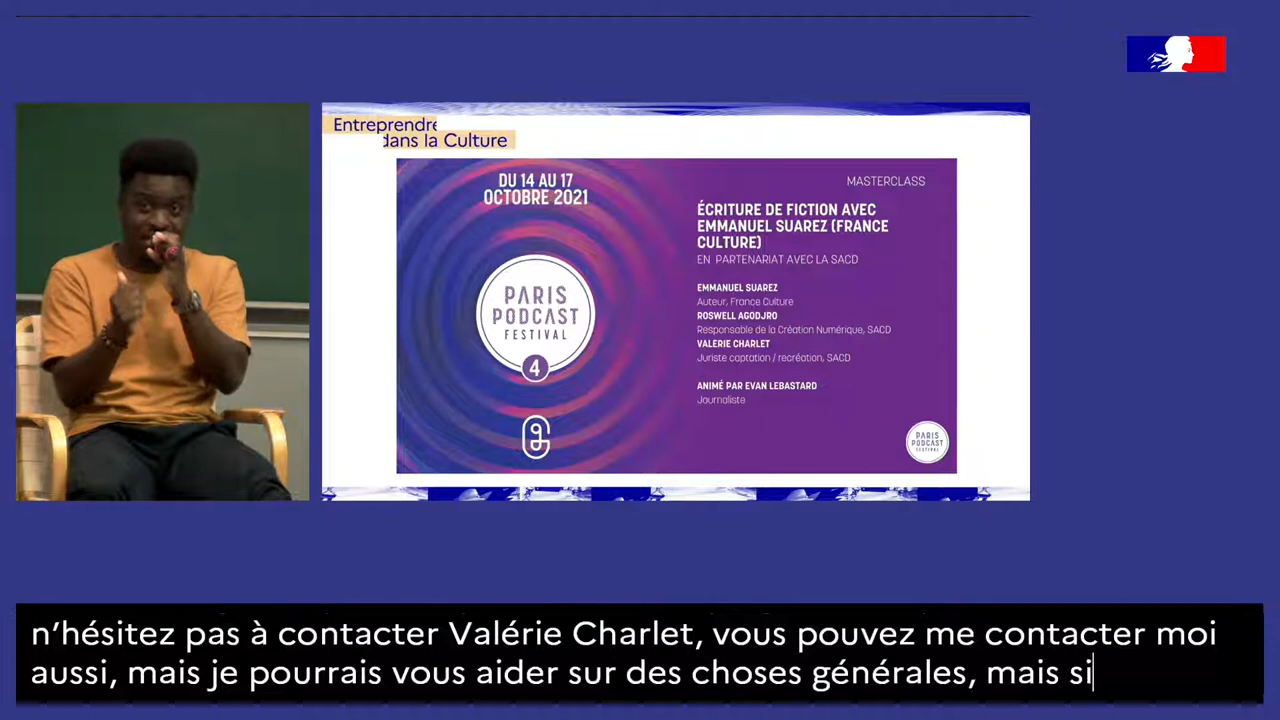 Entreprendre
dans la Culture
DU 14 AU 17
OCTOBRE 2021
PARIS
PODCAST
FESTIVAL
4
MASTERCLASS
ÉCRITURE DE FICTION AVEC
EMMANUEL SUAREZ (FRANCE
CULTURE)
EN PARTENARIAT AVEC LA SACD
EMMANUEL SUAREZ
Auteur, France Culture
ROSWELL AGODJRO
Responsable de la Création Numérique, SACD
VALERIE CHARLET
Juriste captation / recréation, SACD
ANIMÉ PAR EVAN LEBASTARD
Journaliste
PARIS
PODCAST
FESTIVAL
n’hésitez pas à contacter Valérie Charlet, vous pouvez me contacter moi
aussi, mais je pourrais vous aider sur des choses générales, mais si